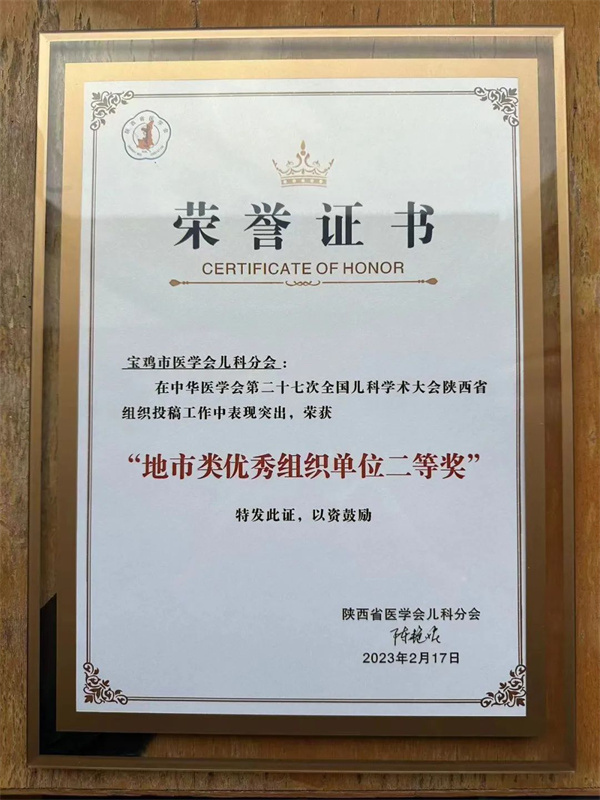 荣誉证书
CERTIFICATE OF HONOR
宝鸡市医学会儿科分会：
在中华医学会第二十七次全国儿科学术大会陕西省
组织投稿工作中表现突出，荣获
“地市类优秀组织单位二等奖”
特发此证，以资鼓励
陕西省医学会儿科分会
2023年2月17日